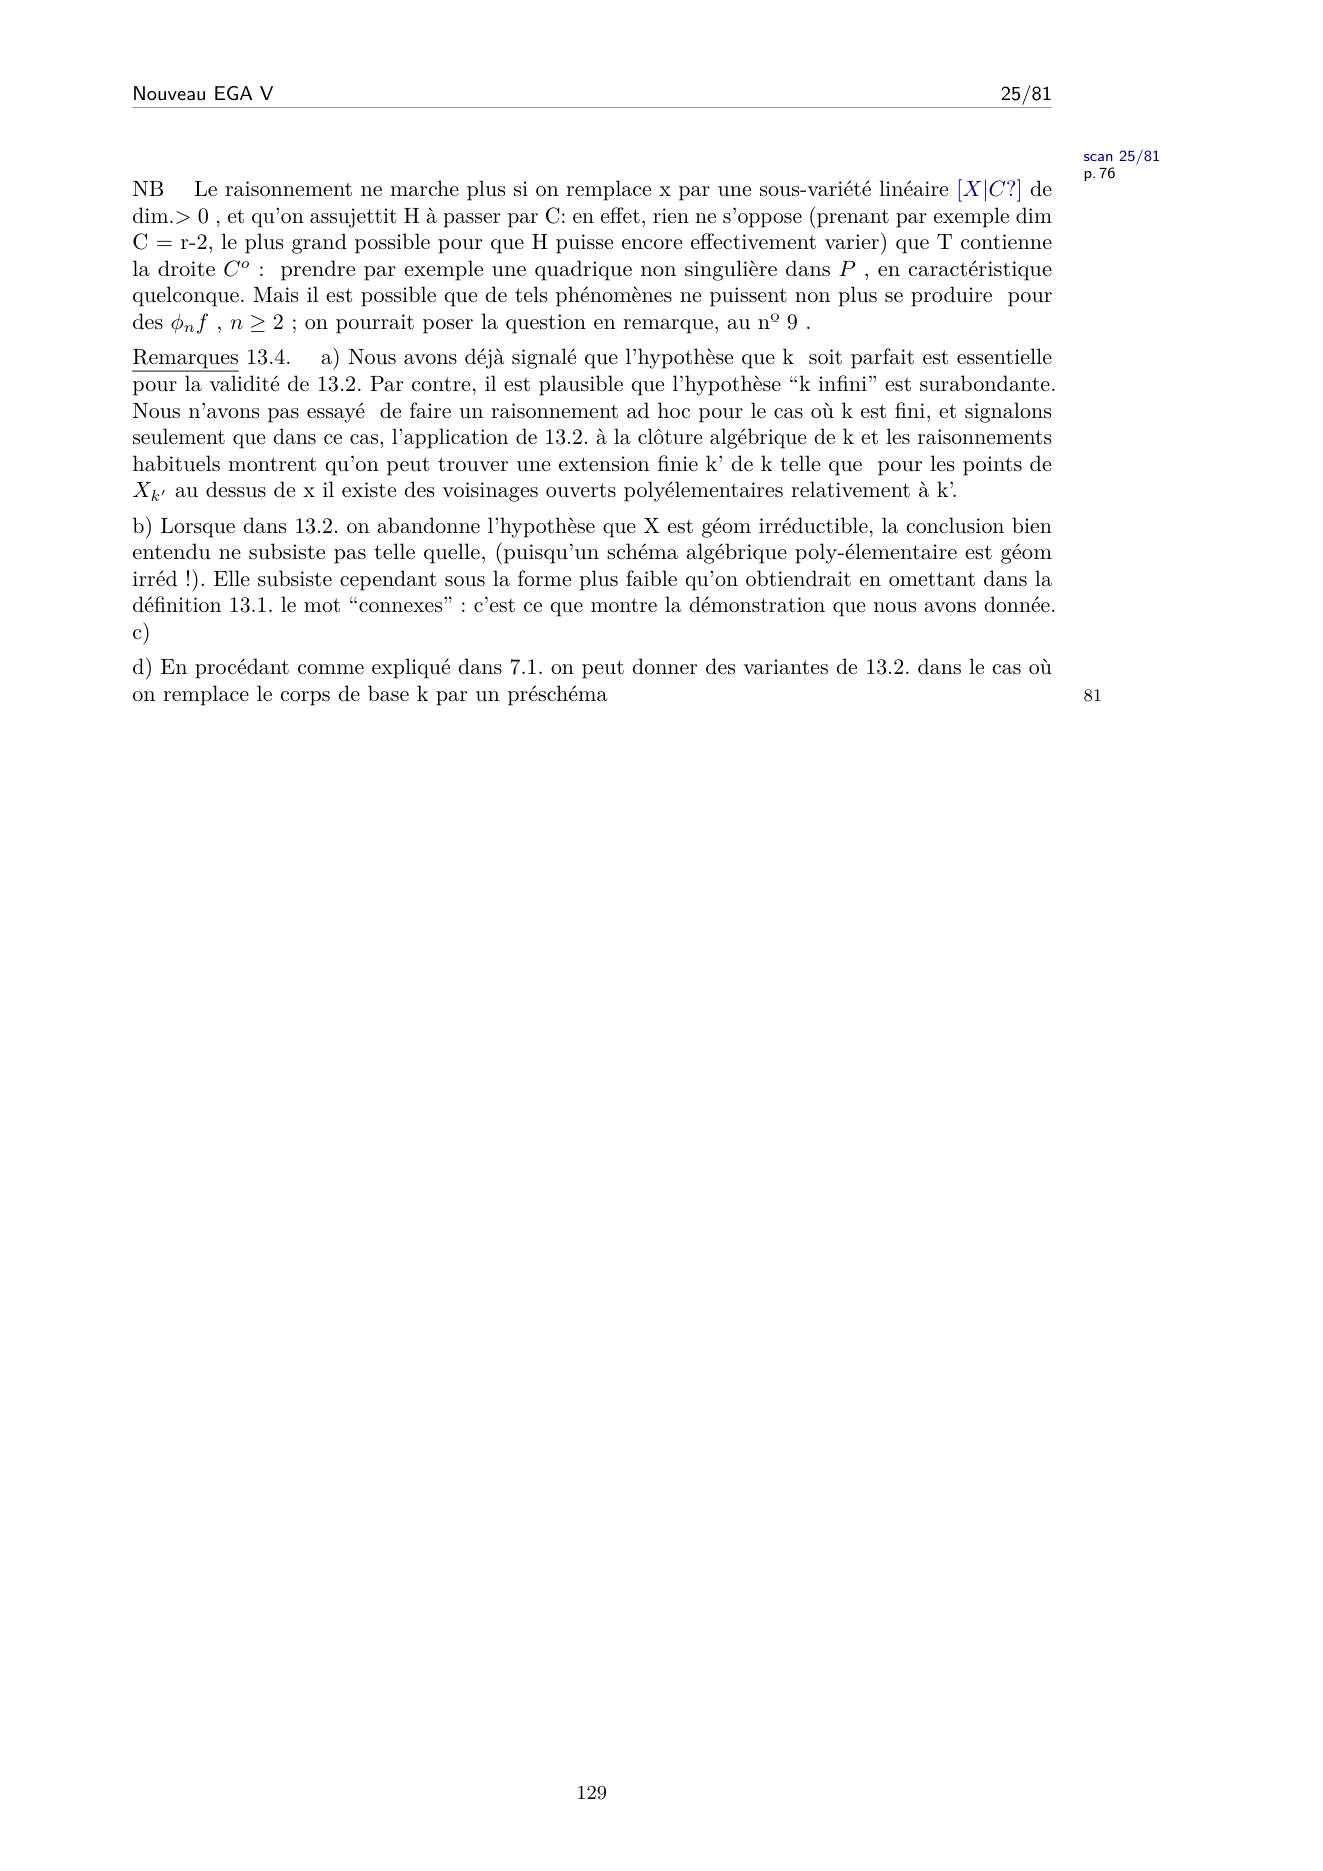 Nouveau EGA V 25/81
scan 25/81
p. 76
NB Le raisonnement ne marche plus si on remplace x par une sous-variété linéaire [X|C?] de
dim.> 0 , et qu'on assujettit H à passer par C: en effet, rien ne s'oppose (prenant par exemple dim
C = r-2, le plus grand possible pour que H puisse encore effectivement varier) que T contienne
la droite Cᵒ : prendre par exemple une quadrique non singulière dans P , en caractéristique
quelconque. Mais il est possible que de tels phénomènes ne puissent non plus se produire pour
des ϕₙf , n ≥ 2 ; on pourrait poser la question en remarque, au nº 9 .
Remarques 13.4. a) Nous avons déjà signalé que l'hypothèse que k soit parfait est essentielle
pour la validité de 13.2. Par contre, il est plausible que l'hypothèse “k infini” est surabondante.
Nous n'avons pas essayé de faire un raisonnement ad hoc pour le cas où k est fini, et signalons
seulement que dans ce cas, l'application de 13.2. à la clôture algébrique de k et les raisonnements
habituels montrent qu'on peut trouver une extension finie k' de k telle que pour les points de
X_{k′} au dessus de x il existe des voisinages ouverts polyélementaires relativement à k'.
b) Lorsque dans 13.2. on abandonne l'hypothèse que X est géom irréductible, la conclusion bien
entendu ne subsiste pas telle quelle, (puisqu'un schéma algébrique poly-élementaire est géom
irréd !). Elle subsiste cependant sous la forme plus faible qu'on obtiendrait en omettant dans la
définition 13.1. le mot “connexes” : c'est ce que montre la démonstration que nous avons donnée.
c)
d) En procédant comme expliqué dans 7.1. on peut donner des variantes de 13.2. dans le cas où
on remplace le corps de base k par un préschéma 81
129